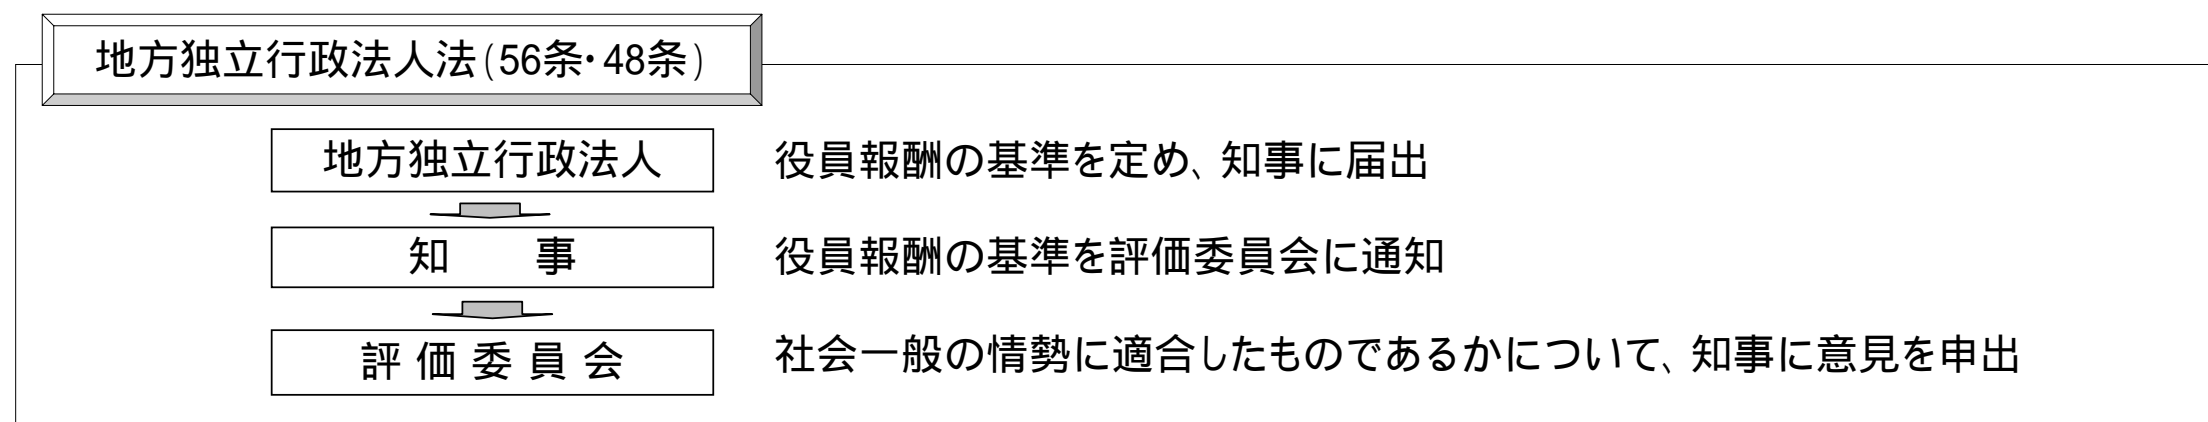 地方独立行政法人法(56条・48条)
地方独立行政法人 役員報酬の基準を定め、知事に届出
知　事 役員報酬の基準を評価委員会に通知
評価委員会 社会一般の情勢に適合したものであるかについて、知事に意見を申出